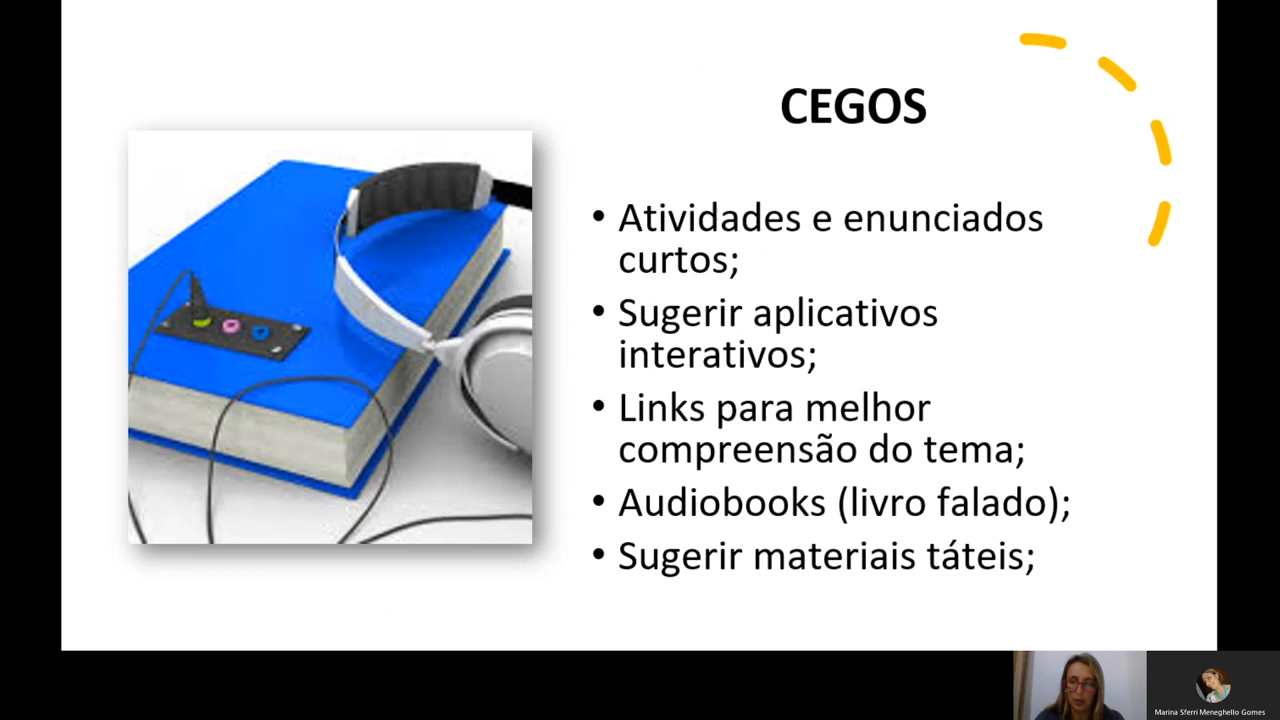 CEGOS
• Atividades e enunciados
curtos;
• Sugerir aplicativos
interativos;
• Links para melhor
compreensão do tema;
• Audiobooks (livro falado);
• Sugerir materiais táteis;
Marina Sferri Meneghello Gomes